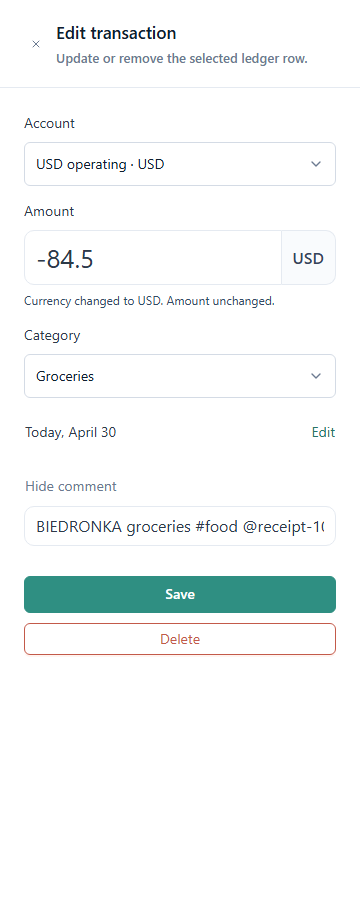 Edit transaction
Update or remove the selected ledger row.
Account
USD operating · USD
Amount
-84.5
USD
Currency changed to USD. Amount unchanged.
Category
Groceries
Today, April 30
Edit
Hide comment
BIEDRONKA groceries #food @receipt-10
Save
Delete